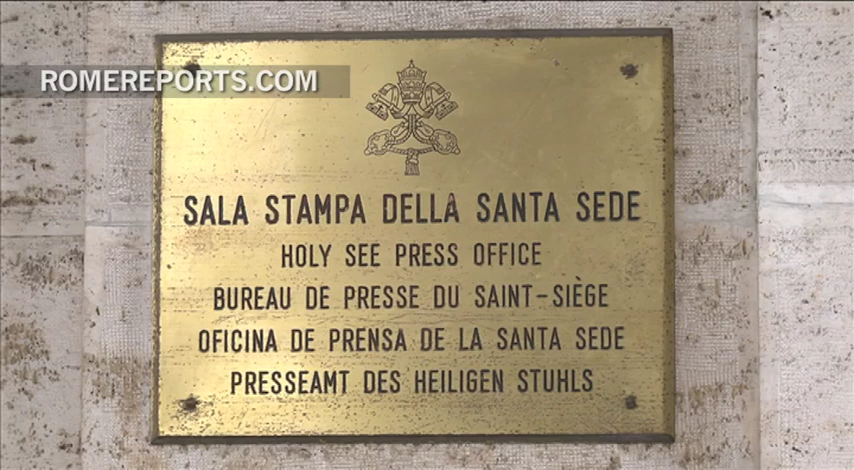 ROMEREPORTS.COM
SALA STAMPA DELLA SANTA SEDE
HOLY SEE PRESS OFFICE
BUREAU DE PRESSE DU SAINT-SIÈGE
OFICINA DE PRENSA DE LA SANTA SEDE
PRESSEAMT DES HEILIGEN STUHLS